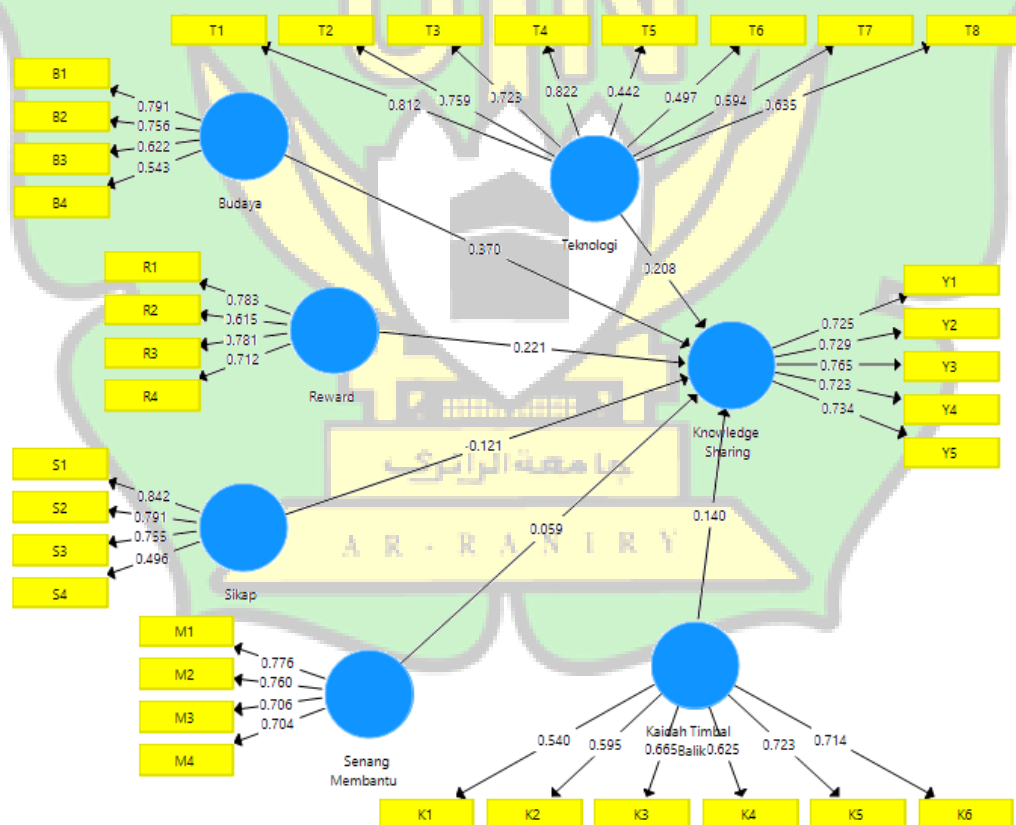 T1 T2 T3 T4 T5 T6 T7 T8
0.812 0.759 0.723 0.822 0.442 0.497 0.594 0.635
Teknologi
B1
B2
B3
B4
0.791
0.756
0.622
0.543
Budaya
0.370
0.208
R1
R2
R3
R4
0.783
0.615
0.781
0.712
Reward
0.221
Y1
Y2
Y3
Y4
Y5
0.725
0.729
0.765
0.723
0.734
Knowledge
Sharing
S1
S2
S3
S4
0.842
0.791
0.755
0.496
Sikap
-0.121
M1
M2
M3
M4
0.776
0.760
0.706
0.704
Senang
Membantu
0.059
0.140
Kaidah Timbal
Balik
0.540 0.595 0.665 0.625 0.723 0.714
K1 K2 K3 K4 K5 K6
جامعة الرانري
AR-RANIRY